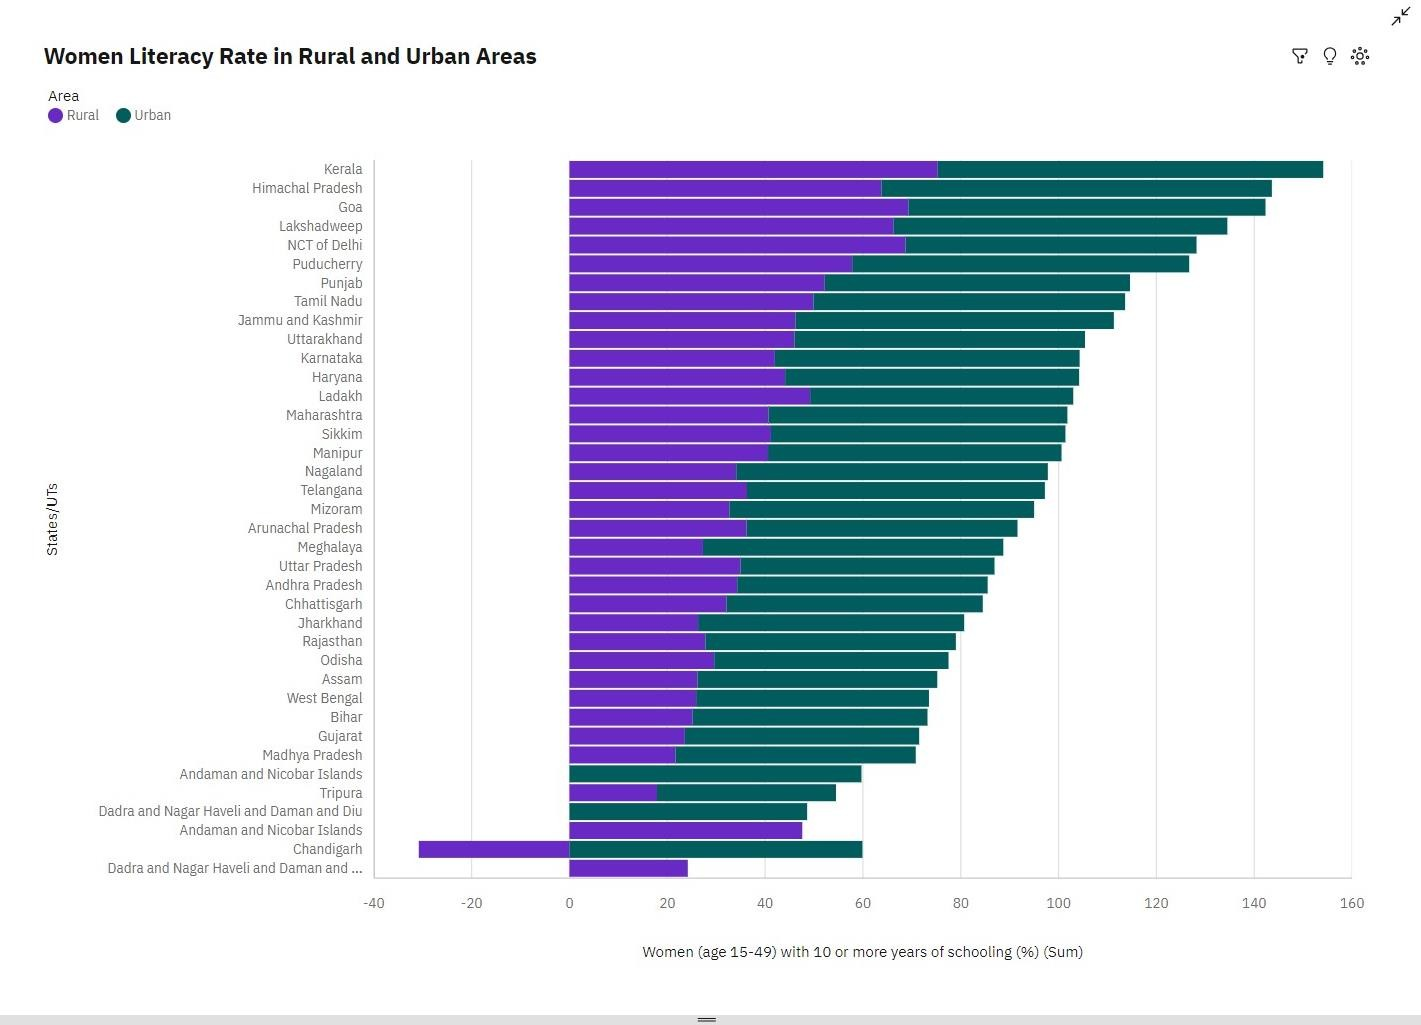 Women Literacy Rate in Rural and Urban Areas
Area
Rural Urban
Kerala
Himachal Pradesh
Goa
Lakshadweep
NCT of Delhi
Puducherry
Punjab
Tamil Nadu
Jammu and Kashmir
Uttarakhand
Karnataka
Haryana
Ladakh
Maharashtra
Sikkim
Manipur
Nagaland
Telangana
Mizoram
Arunachal Pradesh
Meghalaya
Uttar Pradesh
Andhra Pradesh
Chhattisgarh
Jharkhand
Rajasthan
Odisha
Assam
West Bengal
Bihar
Gujarat
Madhya Pradesh
Andaman and Nicobar Islands
Tripura
Dadra and Nagar Haveli and Daman and Diu
Andaman and Nicobar Islands
Chandigarh
Dadra and Nagar Haveli and Daman and ...
States/UTs
-40 -20 0 20 40 60 80 100 120 140 160
Women (age 15-49) with 10 or more years of schooling (%) (Sum)